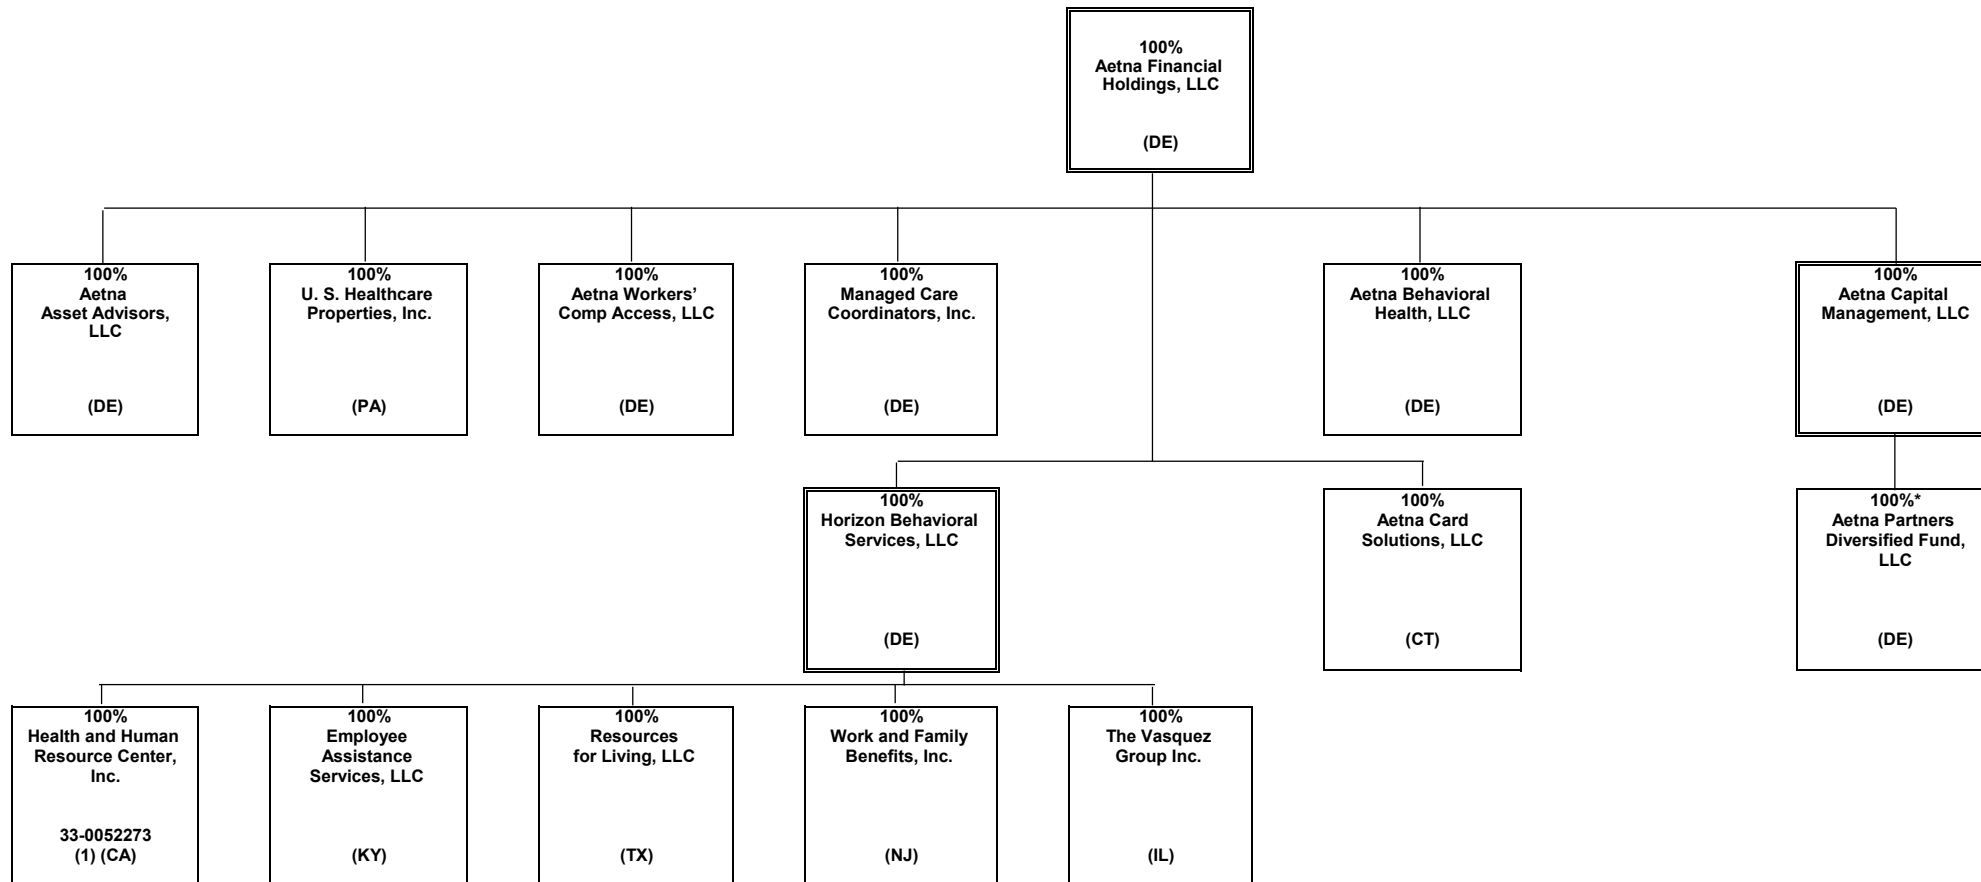 100%
Aetna Financial
Holdings, LLC
(DE)
100%
Aetna
Asset Advisors,
LLC
(DE)
100%
U. S. Healthcare
Properties, Inc.
(PA)
100%
Aetna Workers’
Comp Access, LLC
(DE)
100%
Managed Care
Coordinators, Inc.
(DE)
100%
Aetna Behavioral
Health, LLC
(DE)
100%
Aetna Capital
Management, LLC
(DE)
100%
Horizon Behavioral
Services, LLC
(DE)
100%
Aetna Card
Solutions, LLC
(CT)
100%*
Aetna Partners
Diversified Fund,
LLC
(DE)
100%
Health and Human
Resource Center,
Inc.
33-0052273
(1) (CA)
100%
Employee
Assistance
Services, LLC
(KY)
100%
Resources
for Living, LLC
(TX)
100%
Work and Family
Benefits, Inc.
(NJ)
100%
The Vasquez
Group Inc.
(IL)